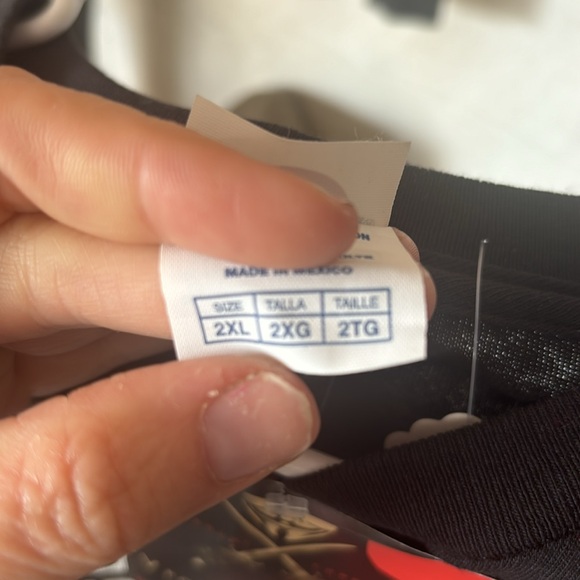 MADE IN MEXICO
SIZE TALLA TAILLE
2XL 2XG 2TG